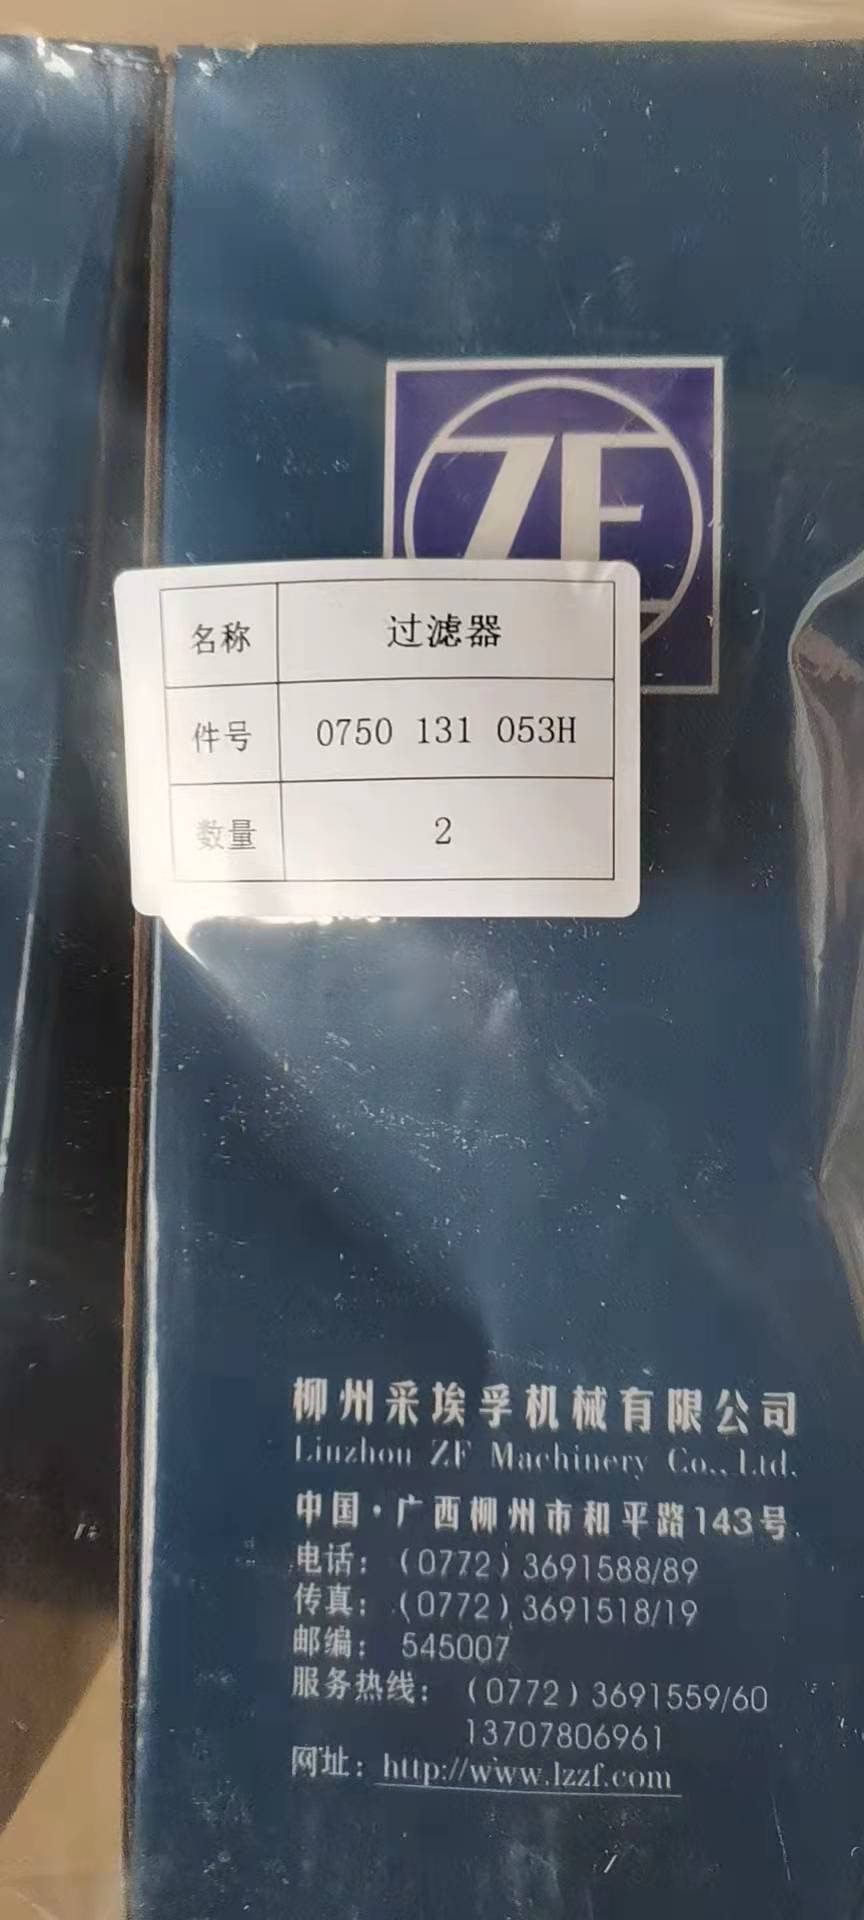 ZF
名称 过滤器
件号 0750 131 053H
数量 2
柳州采埃孚机械有限公司
Liuzhou ZF Machinery Co., Ltd.
中国·广西柳州市和平路143号
电话：(0772) 3691588/89
传真：(0772) 3691518/19
邮编：545007
服务热线：(0772) 3691559/60
13707806961
网址：http://www.lzzf.com